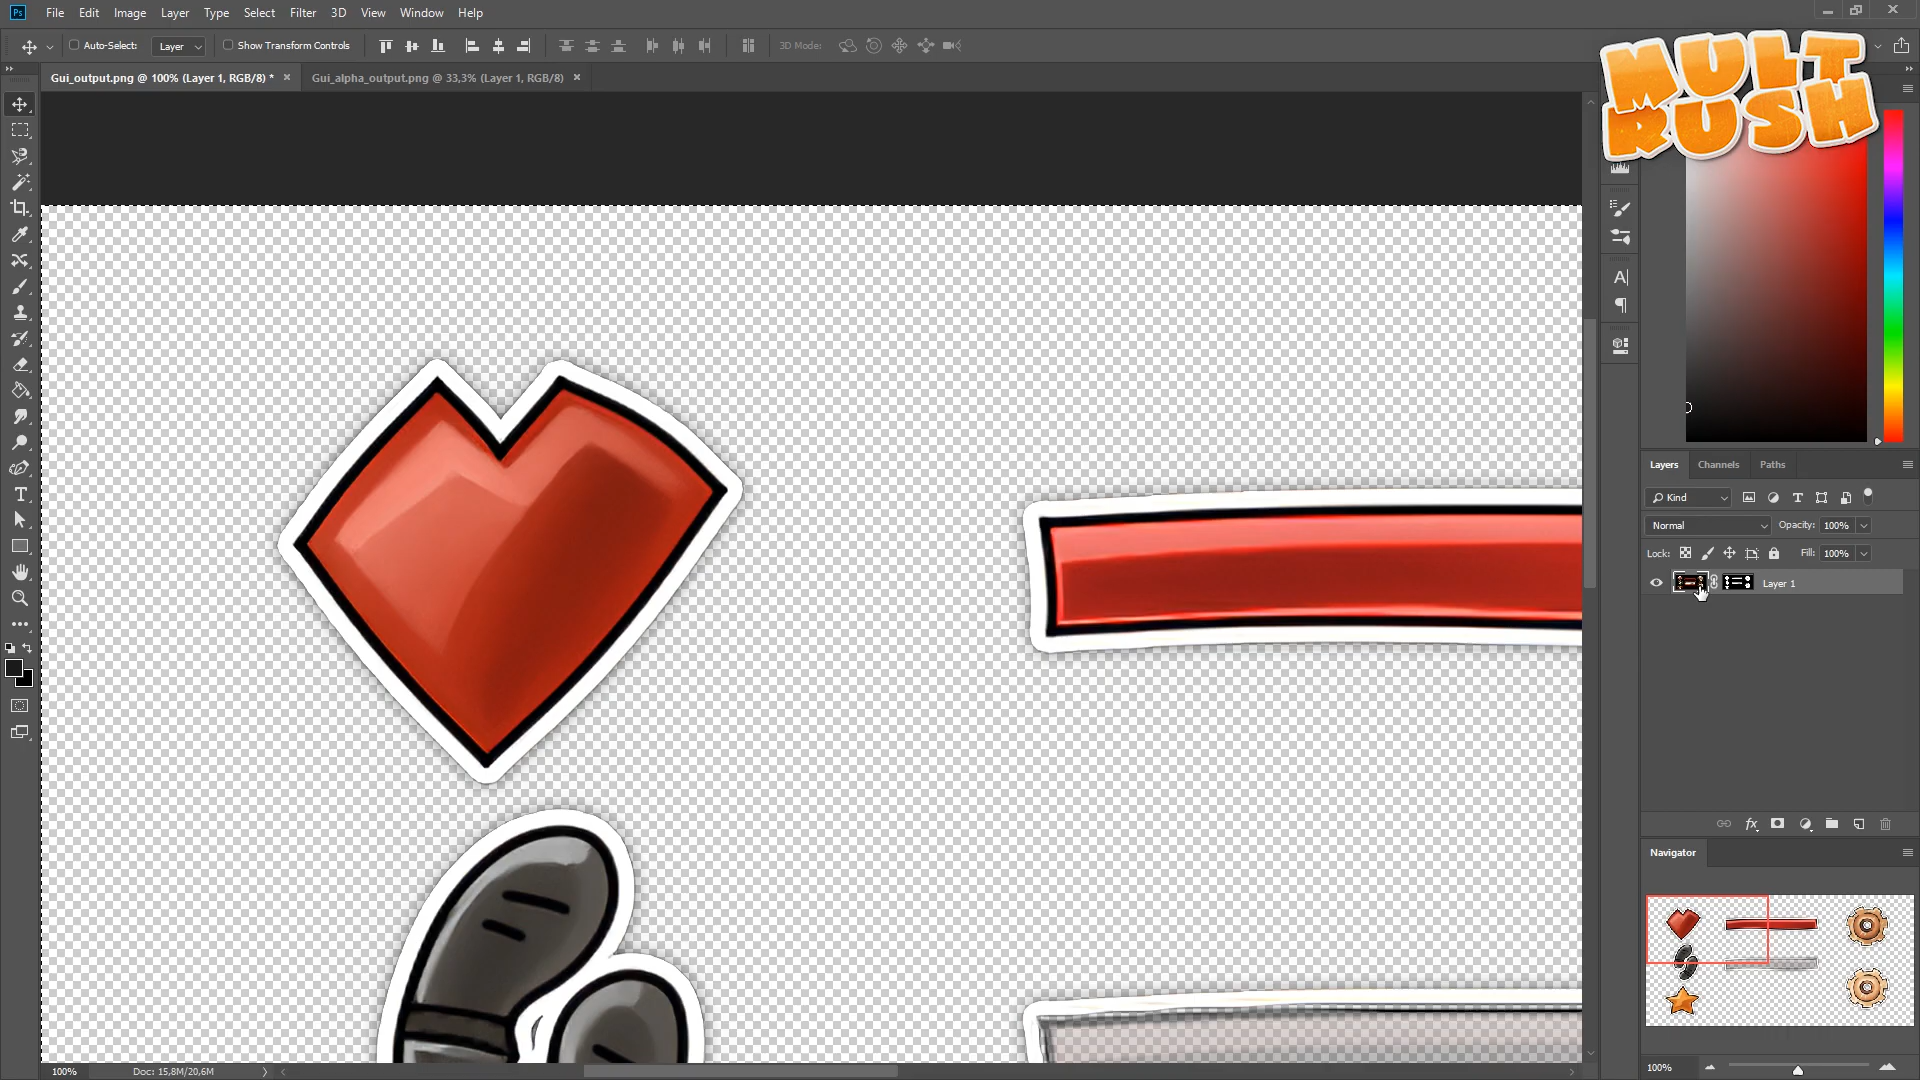 Ps File Edit Image Layer Type Select Filter 3D View Window Help
Auto-Select: Layer Show Transform Controls 3D Mode:
MULT
RUSH
Gui_output.png @ 100% (Layer 1, RGB/8) * × Gui_alpha_output.png @ 33,3% (Layer 1, RGB/8) ×
Layers Channels Paths
Kind
Normal Opacity: 100%
Lock: Fill: 100%
Layer 1
fx
Navigator
100% Doc: 15,8M/20,6M
100%